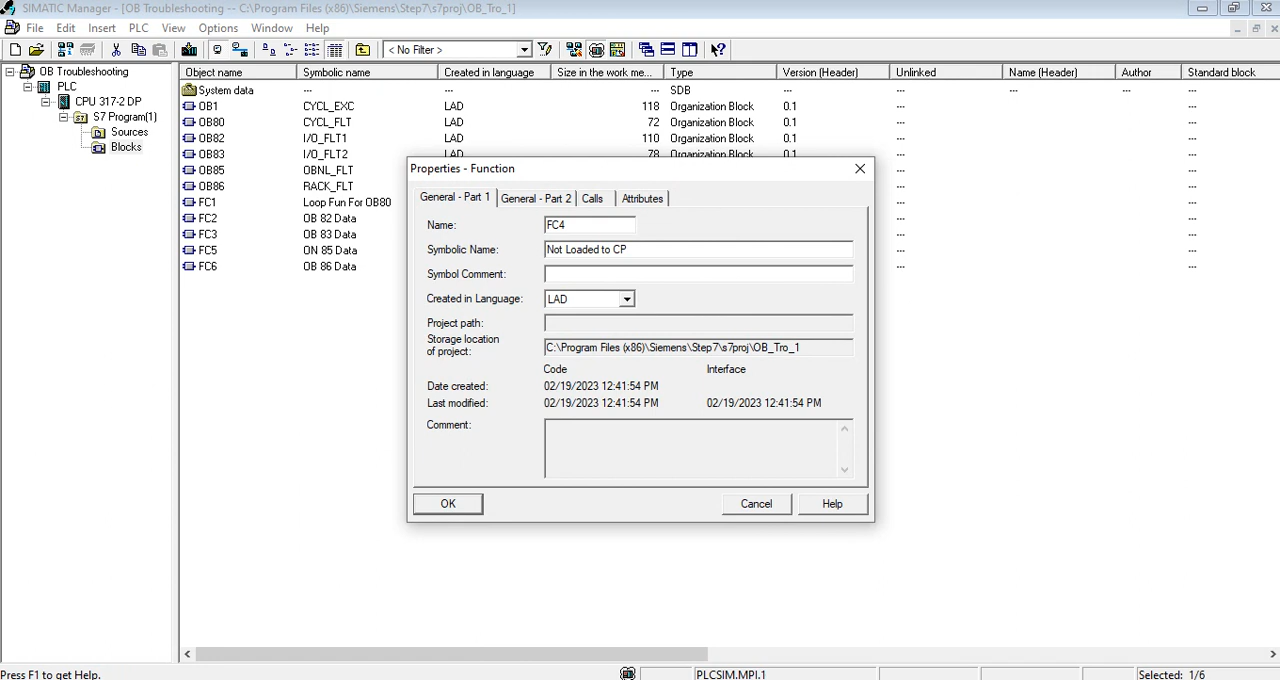 SIMATIC Manager - [OB Troubleshooting -- C:\Program Files (x86)\Siemens\Step7\s7proj\OB_Tro_1]
File Edit Insert PLC View Options Window Help
< No Filter >
OB Troubleshooting
PLC
CPU 317-2 DP
S7 Program(1)
Sources
Blocks
Object name Symbolic name Created in language Size in the work me... Type Version (Header) Unlinked Name (Header) Author Standard block
System data --- --- --- SDB --- --- --- ---
OB1 CYCL_EXC LAD 118 Organization Block 0.1 --- ---
OB80 CYCL_FLT LAD 72 Organization Block 0.1 --- ---
OB82 I/O_FLT1 LAD 110 Organization Block 0.1 --- ---
OB83 I/O_FLT2 LAD 78 Organization Block 0.1 --- ---
OB85 OBNL_FLT --- ---
OB86 RACK_FLT --- ---
FC1 Loop Fun For OB80 --- ---
FC2 OB 82 Data --- ---
FC3 OB 83 Data --- ---
FC5 ON 85 Data --- ---
FC6 OB 86 Data --- ---
Properties - Function
General - Part 1 General - Part 2 Calls Attributes
Name: FC4
Symbolic Name: Not Loaded to CP
Symbol Comment:
Created in Language: LAD
Project path:
Storage location
of project: C:\Program Files (x86)\Siemens\Step7\s7proj\OB_Tro_1
Code Interface
Date created: 02/19/2023 12:41:54 PM
Last modified: 02/19/2023 12:41:54 PM 02/19/2023 12:41:54 PM
Comment:
OK Cancel Help
Press F1 to get Help. PLCSIM.MPI.1 Selected: 1/6